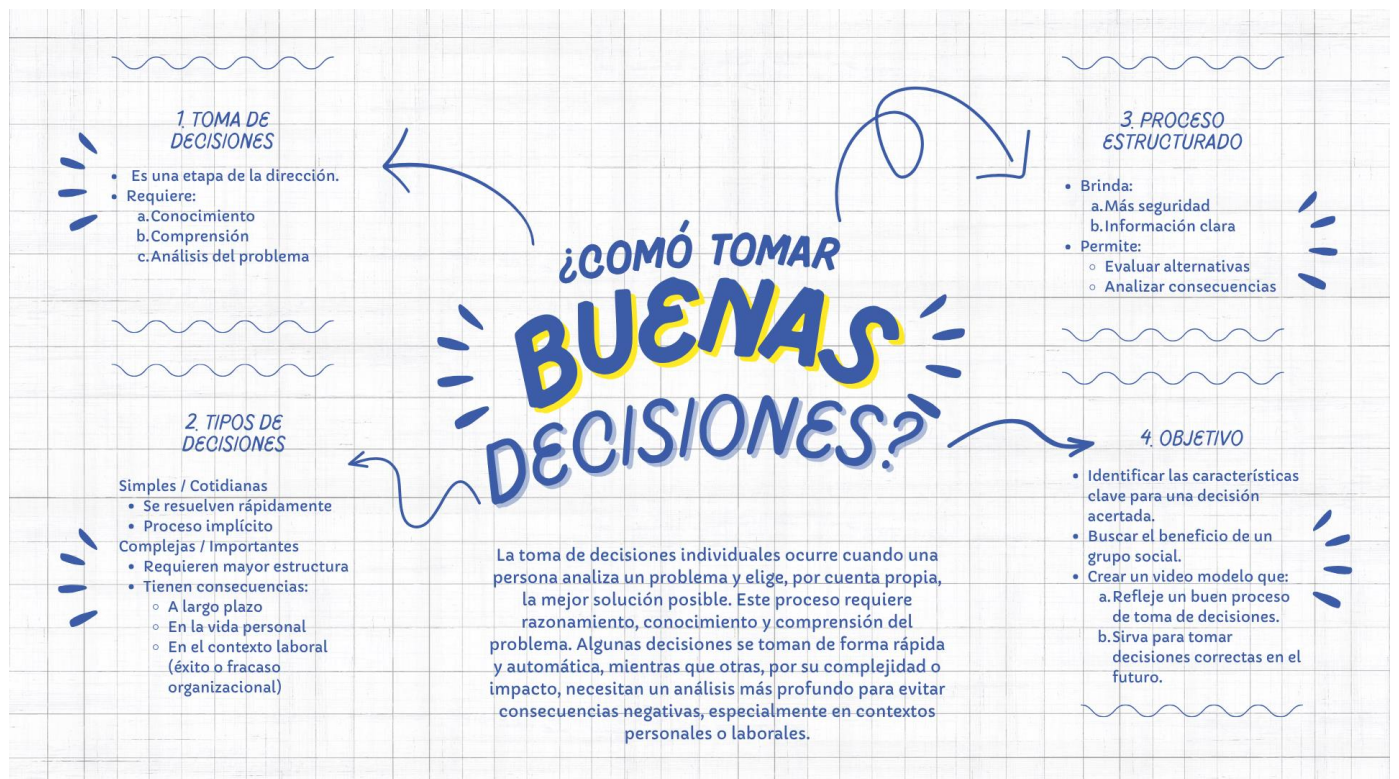 ¿COMÓ TOMAR
BUENAS
DECISIONES?
1. TOMA DE
DECISIONES
• Es una etapa de la dirección.
• Requiere:
a. Conocimiento
b. Comprensión
c. Análisis del problema
2. TIPOS DE
DECISIONES
Simples / Cotidianas
• Se resuelven rápidamente
• Proceso implícito
Complejas / Importantes
• Requieren mayor estructura
• Tienen consecuencias:
○ A largo plazo
○ En la vida personal
○ En el contexto laboral
(éxito o fracaso
organizacional)
3. PROCESO
ESTRUCTURADO
• Brinda:
a. Más seguridad
b. Información clara
• Permite:
○ Evaluar alternativas
○ Analizar consecuencias
4. OBJETIVO
• Identificar las características
clave para una decisión
acertada.
• Buscar el beneficio de un
grupo social.
• Crear un video modelo que:
a. Refleje un buen proceso
de toma de decisiones.
b. Sirva para tomar
decisiones correctas en el
futuro.
La toma de decisiones individuales ocurre cuando una
persona analiza un problema y elige, por cuenta propia,
la mejor solución posible. Este proceso requiere
razonamiento, conocimiento y comprensión del
problema. Algunas decisiones se toman de forma rápida
y automática, mientras que otras, por su complejidad o
impacto, necesitan un análisis más profundo para evitar
consecuencias negativas, especialmente en contextos
personales o laborales.